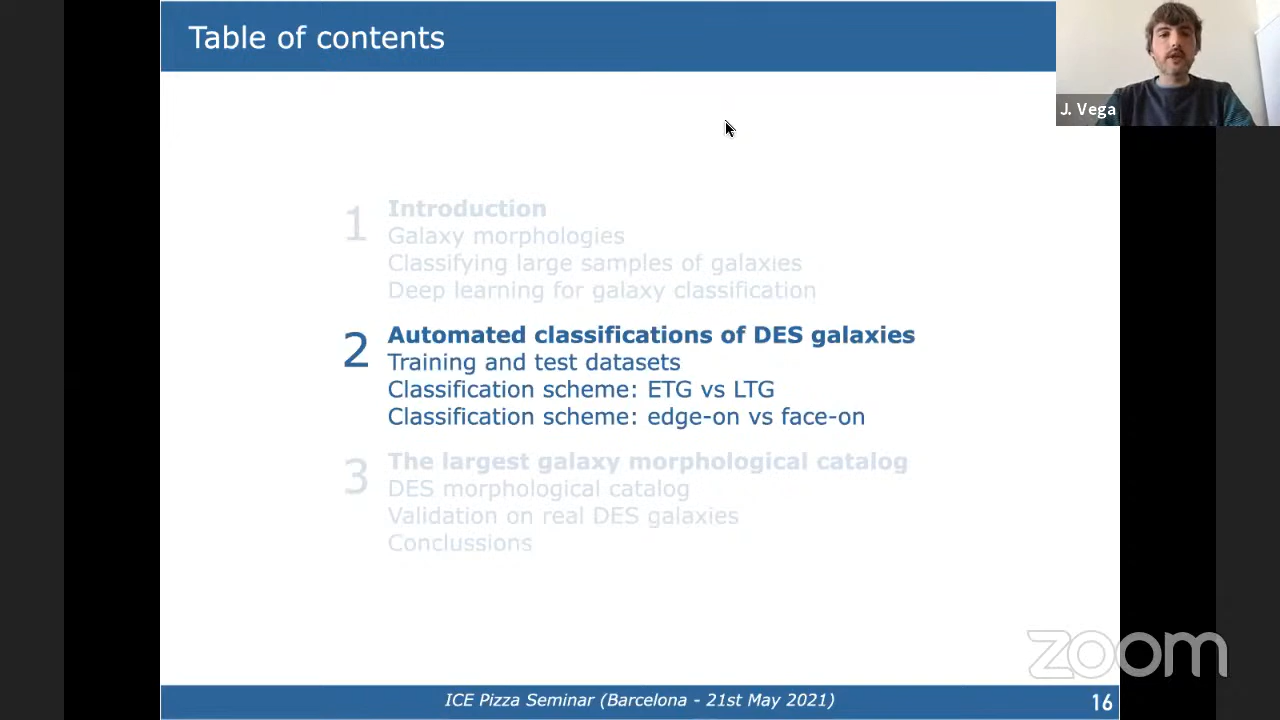 Table of contents
J. Vega
1
Introduction
Galaxy morphologies
Classifying large samples of galaxies
Deep learning for galaxy classification
2
Automated classifications of DES galaxies
Training and test datasets
Classification scheme: ETG vs LTG
Classification scheme: edge-on vs face-on
3
The largest galaxy morphological catalog
DES morphological catalog
Validation on real DES galaxies
Conclussions
zoom
ICE Pizza Seminar (Barcelona - 21st May 2021)
16